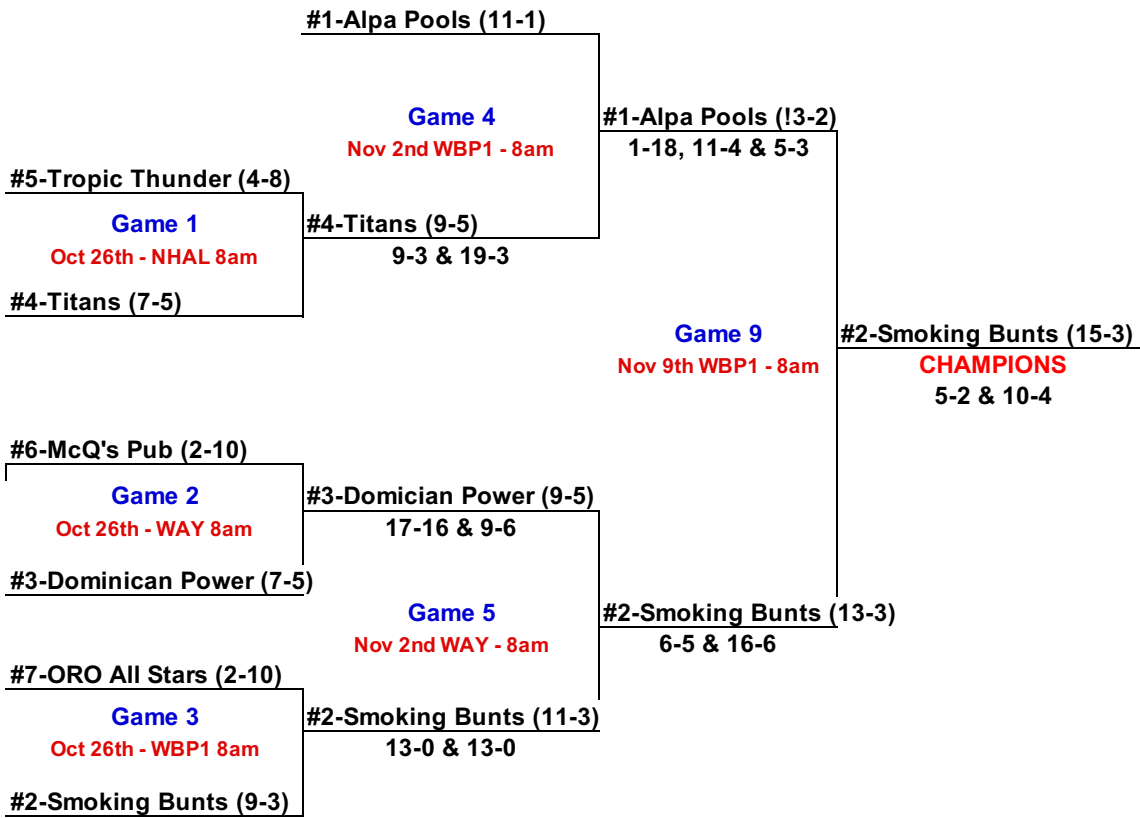 #1-Alpa Pools (11-1)
Game 4
Nov 2nd WBP1 - 8am
#1-Alpa Pools (!3-2)
1-18, 11-4 & 5-3
#5-Tropic Thunder (4-8)
Game 1
Oct 26th - NHAL 8am
#4-Titans (9-5)
9-3 & 19-3
#4-Titans (7-5)
Game 9
Nov 9th WBP1 - 8am
#2-Smoking Bunts (15-3)
CHAMPIONS
5-2 & 10-4
#6-McQ's Pub (2-10)
Game 2
Oct 26th - WAY 8am
#3-Domician Power (9-5)
17-16 & 9-6
#3-Dominican Power (7-5)
Game 5
Nov 2nd WAY - 8am
#2-Smoking Bunts (13-3)
6-5 & 16-6
#7-ORO All Stars (2-10)
Game 3
Oct 26th - WBP1 8am
#2-Smoking Bunts (11-3)
13-0 & 13-0
#2-Smoking Bunts (9-3)